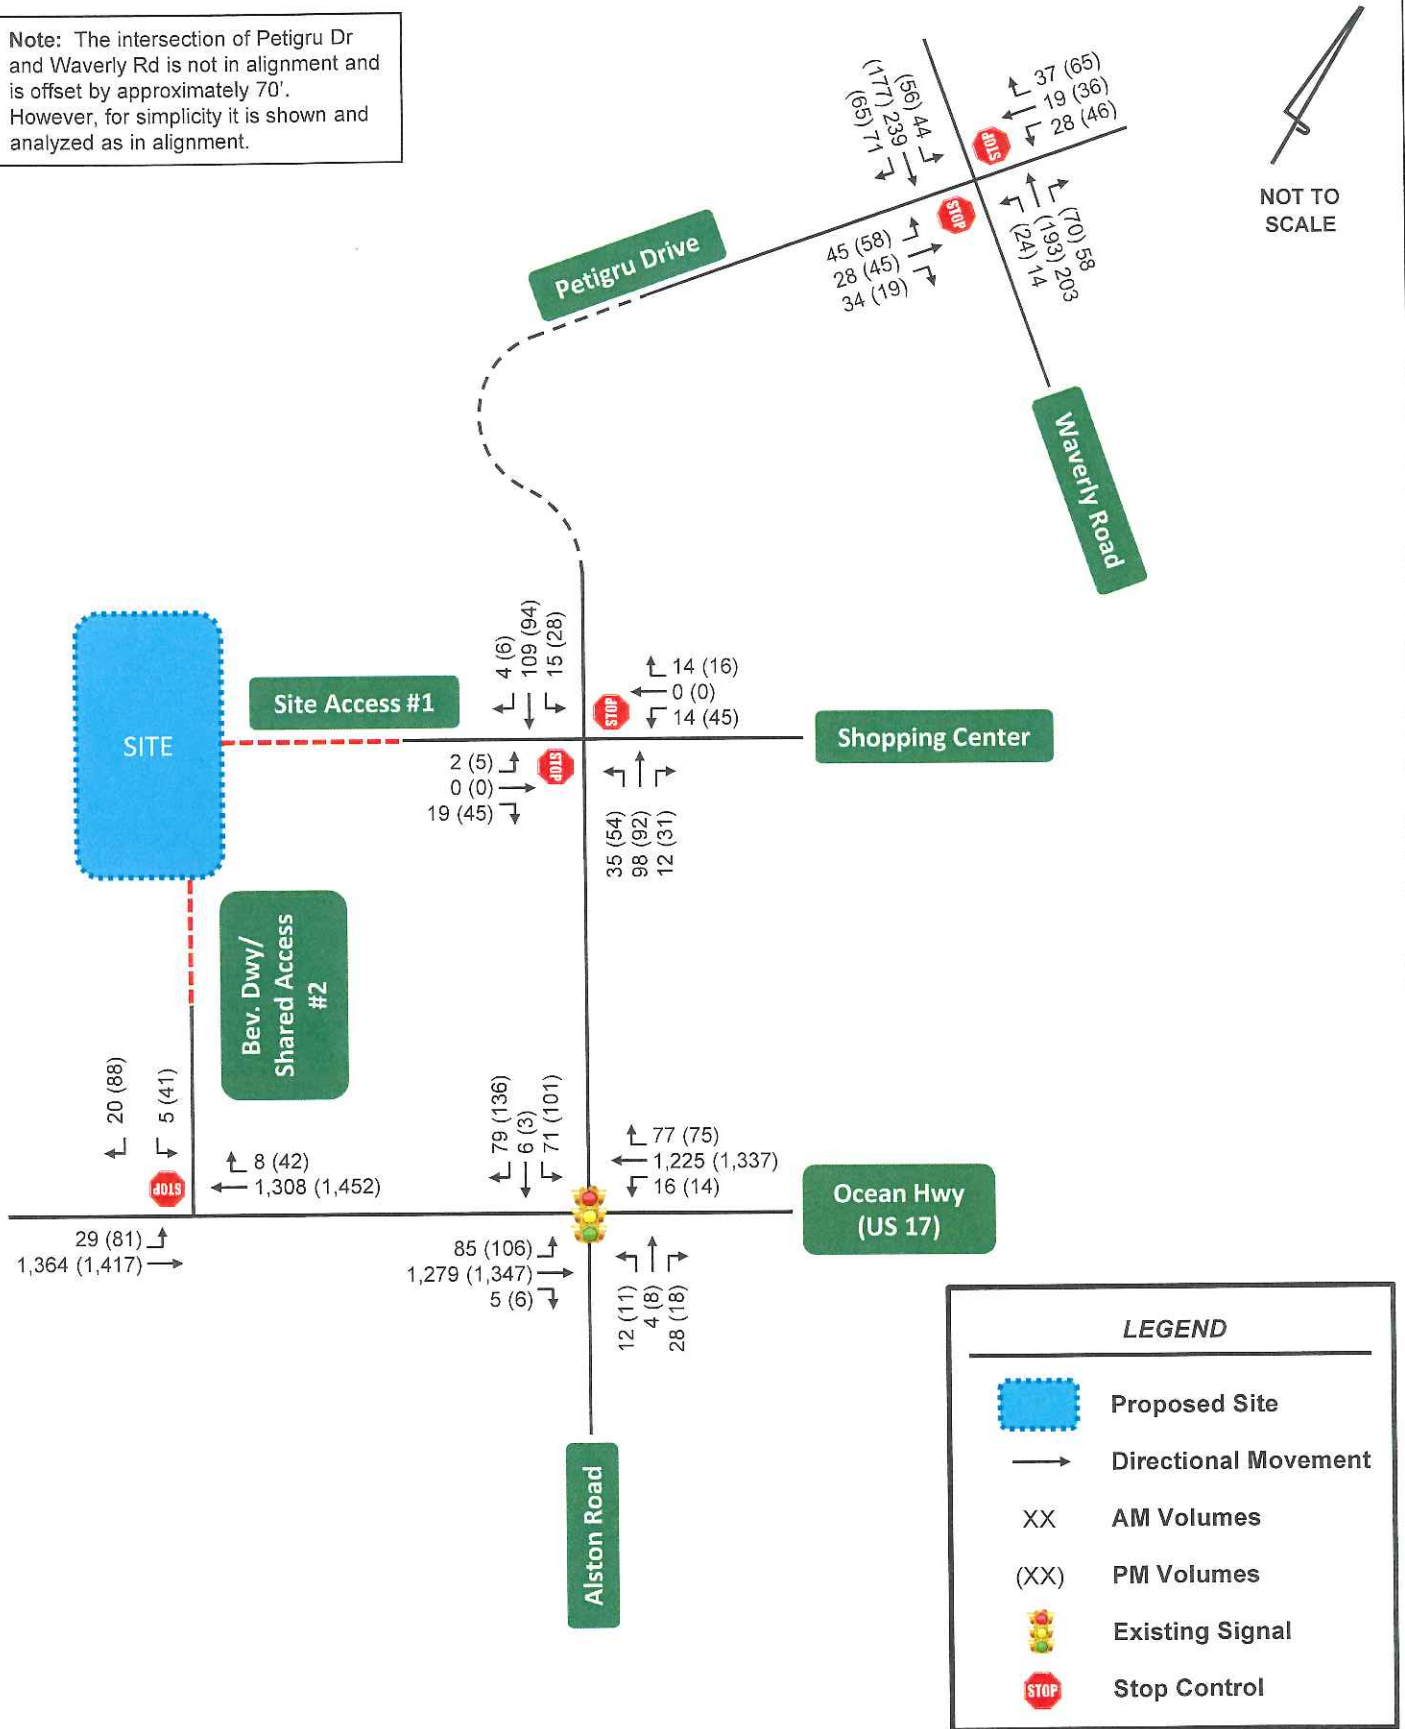 Note: The intersection of Petigru Dr
and Waverly Rd is not in alignment and
is offset by approximately 70'.
However, for simplicity it is shown and
analyzed as in alignment.
NOT TO
SCALE
(56) 44
(177) 239
(65) 71
37 (65)
19 (36)
28 (46)
STOP
STOP
45 (58)
28 (45)
34 (19)
(70) 58
(193) 203
(24) 14
Petigru Drive
Waverly Road
SITE
Site Access #1
4 (6)
109 (94)
15 (28)
STOP
14 (16)
0 (0)
14 (45)
Shopping Center
2 (5)
0 (0)
19 (45)
STOP
35 (54)
98 (92)
12 (31)
Bev. Dwy/
Shared Access
#2
20 (88)
5 (41)
STOP
8 (42)
1,308 (1,452)
29 (81)
1,364 (1,417)
79 (136)
6 (3)
71 (101)
77 (75)
1,225 (1,337)
16 (14)
Ocean Hwy
(US 17)
85 (106)
1,279 (1,347)
5 (6)
12 (11)
4 (8)
28 (18)
Alston Road
LEGEND
Proposed Site
Directional Movement
XX AM Volumes
(XX) PM Volumes
Existing Signal
STOP Stop Control